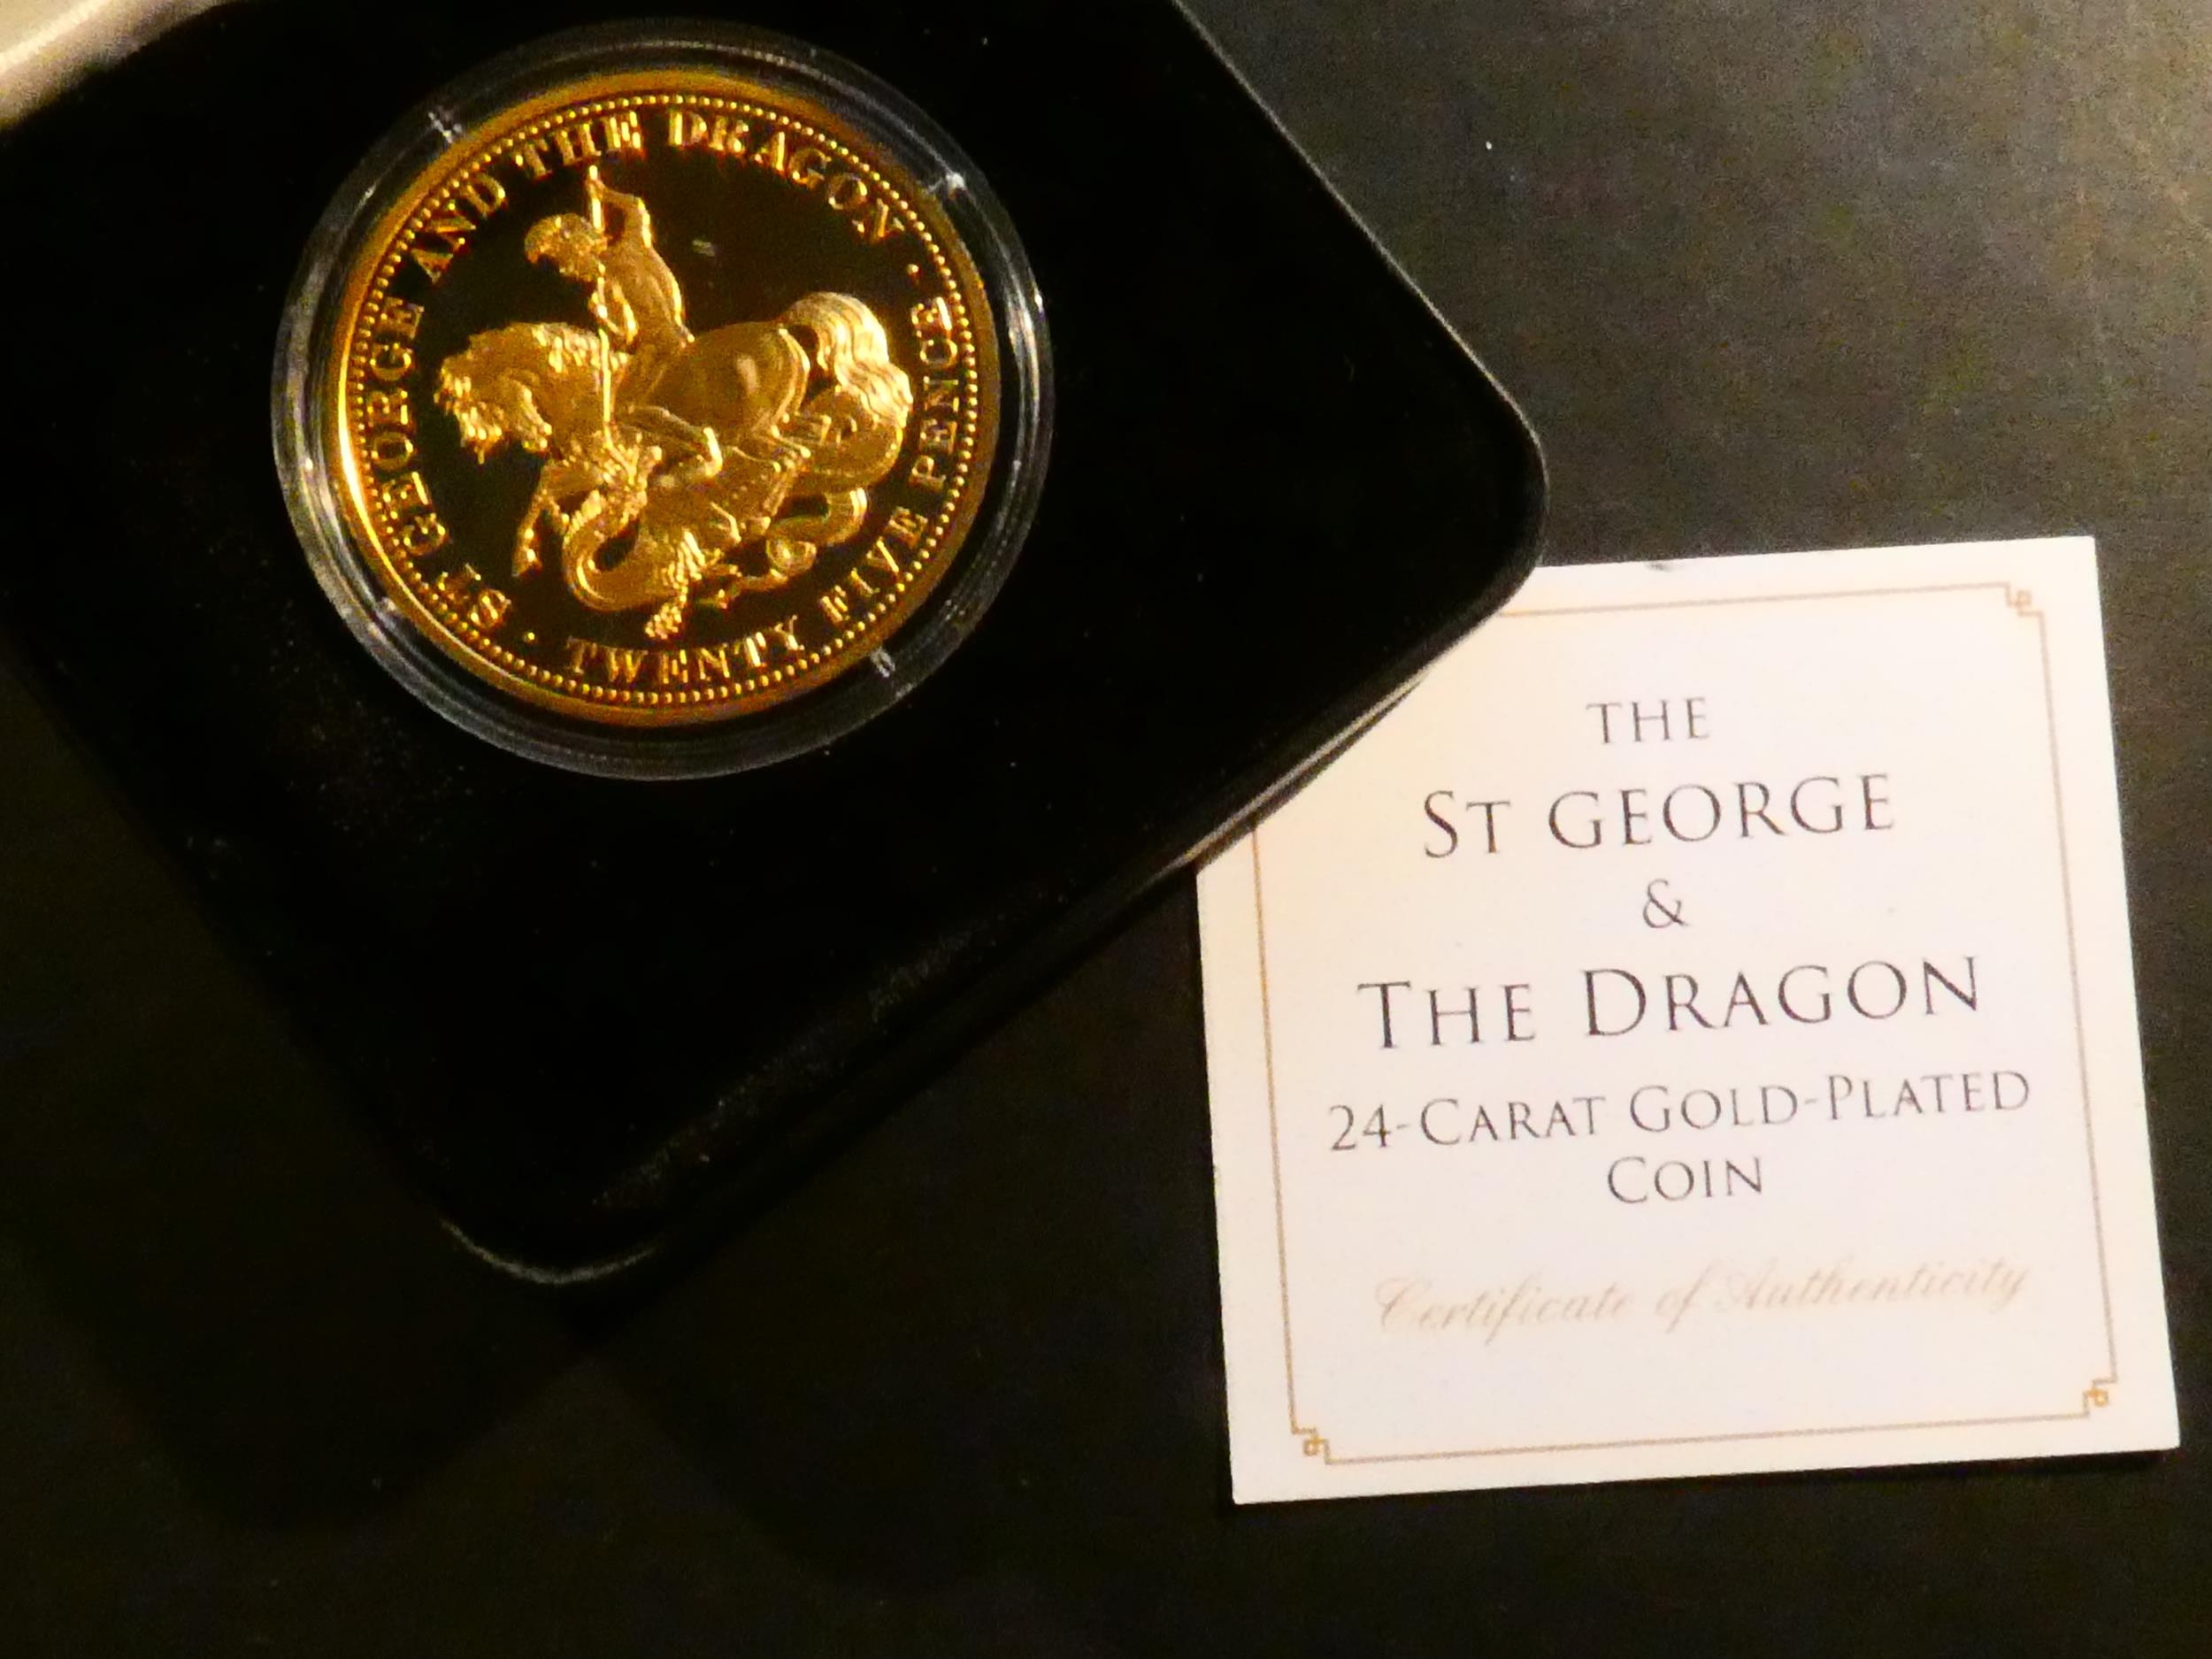 ST GEORGE AND THE DRAGON · TWENTY FIVE PENCE ·
THE
ST GEORGE
&
THE DRAGON
24-CARAT GOLD-PLATED
COIN
Certificate of Authenticity